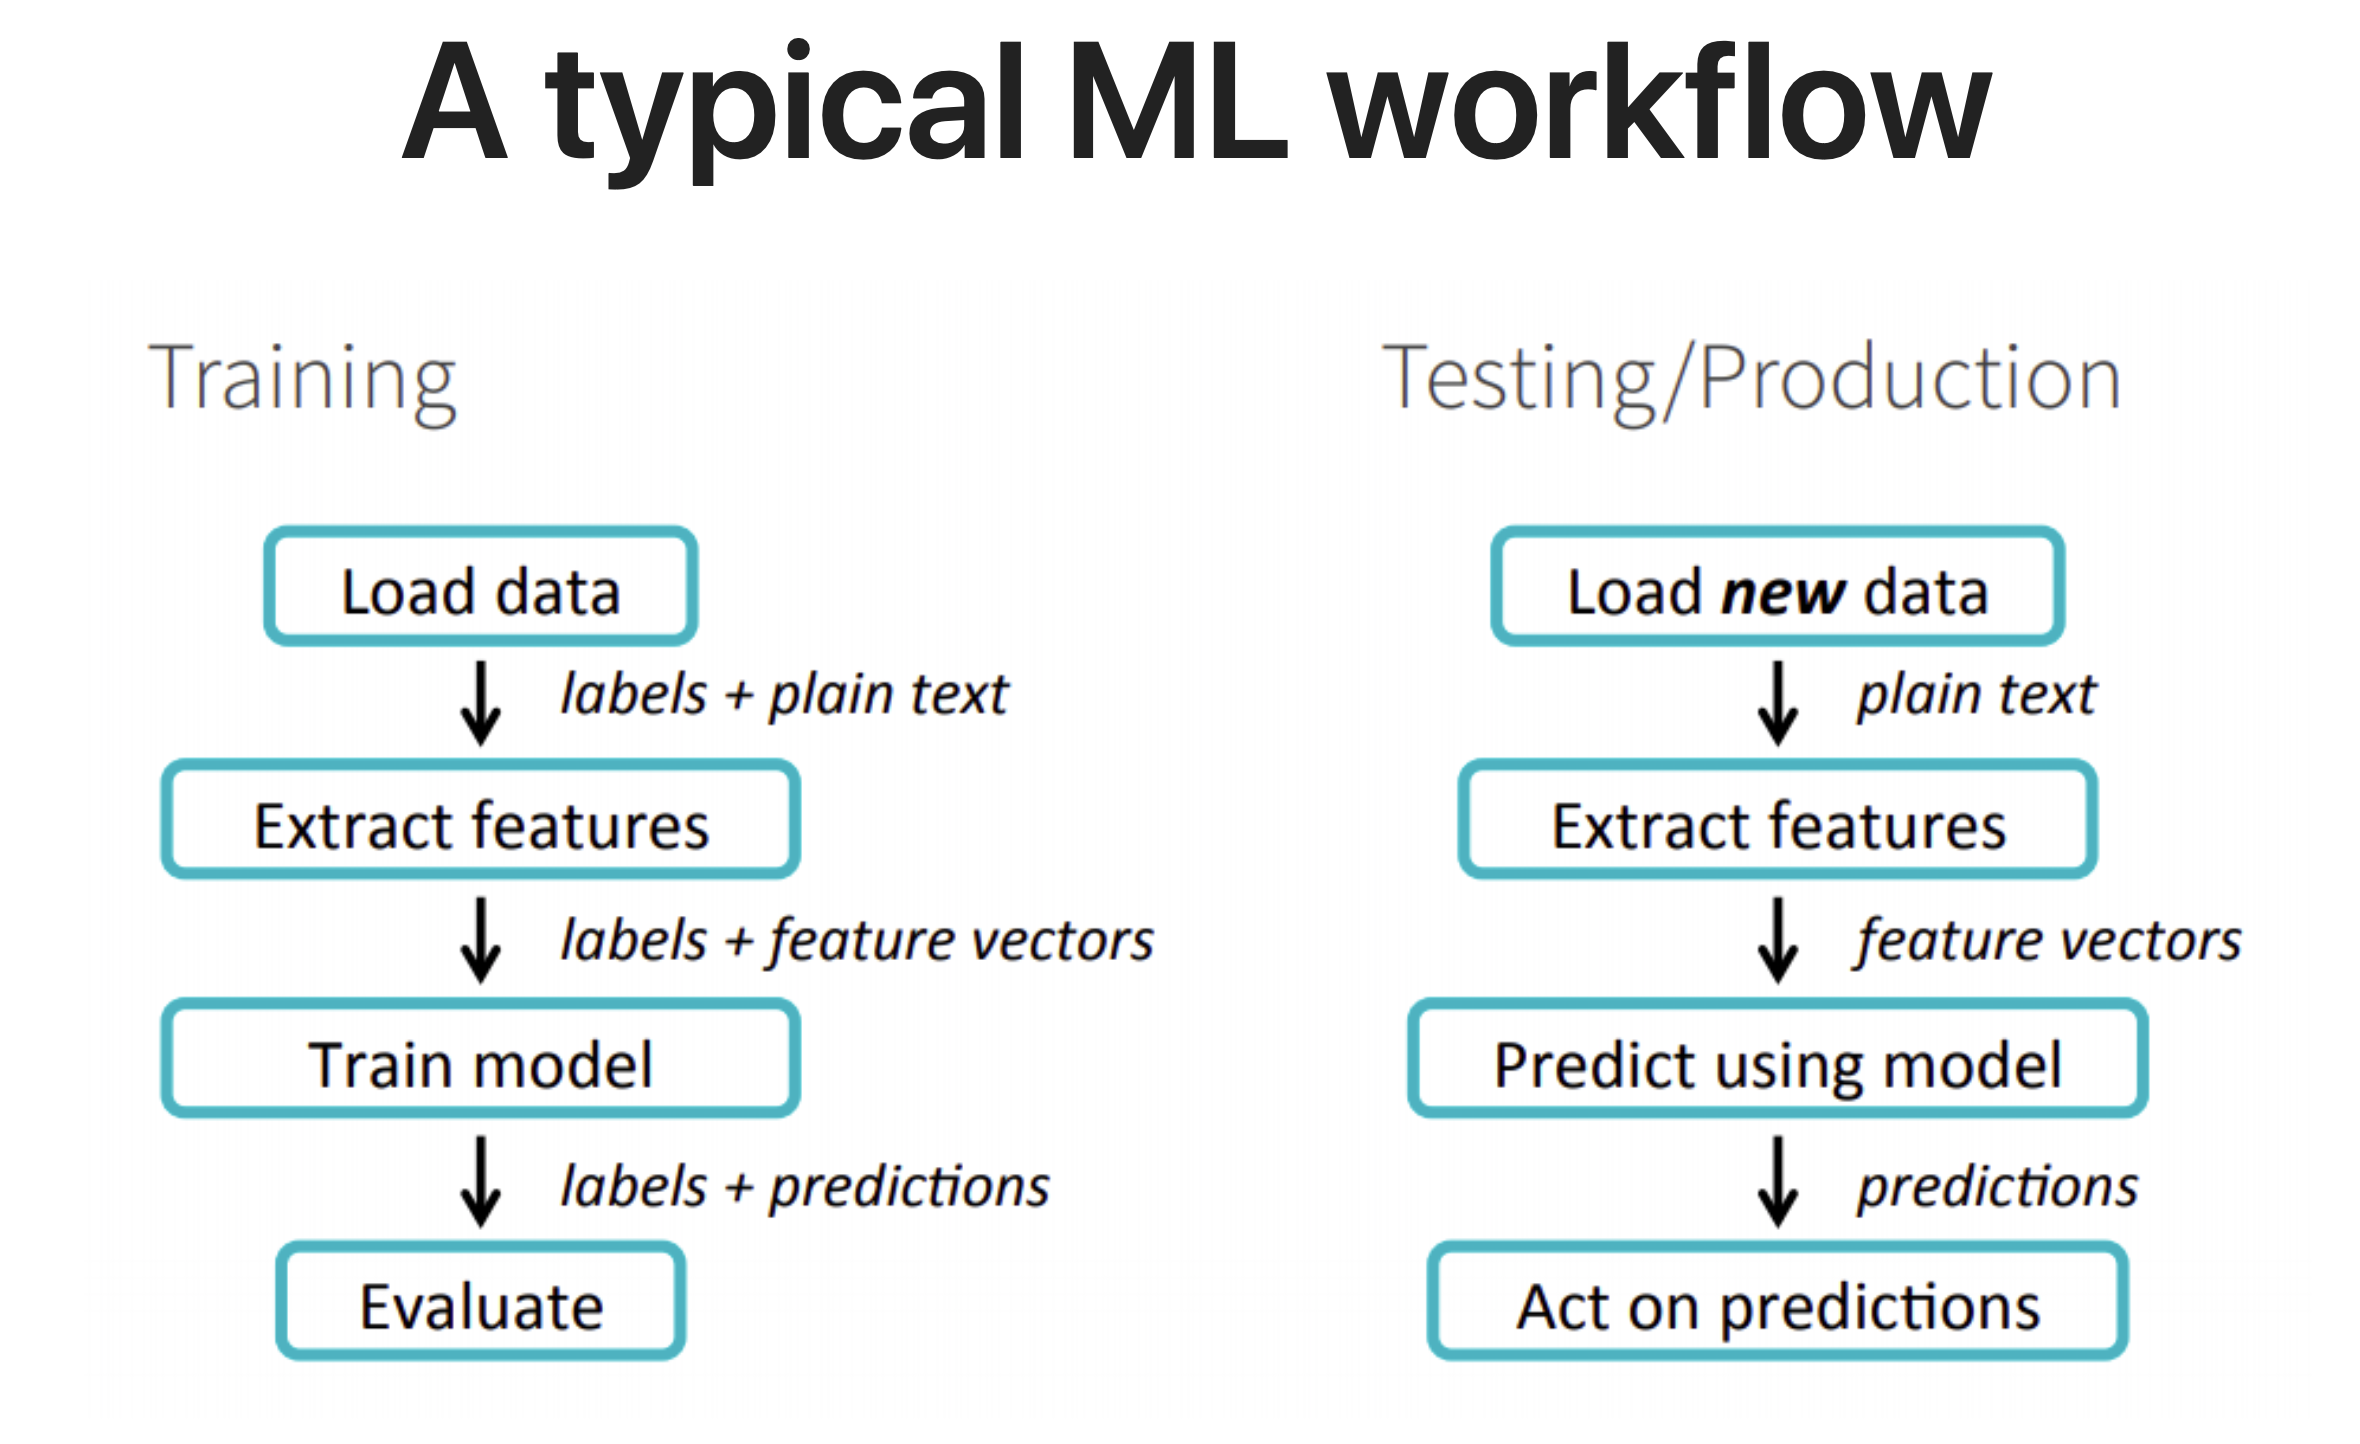 A typical ML workflow
Training
Load data
labels + plain text
Extract features
labels + feature vectors
Train model
labels + predictions
Evaluate
Testing/Production
Load new data
plain text
Extract features
feature vectors
Predict using model
predictions
Act on predictions